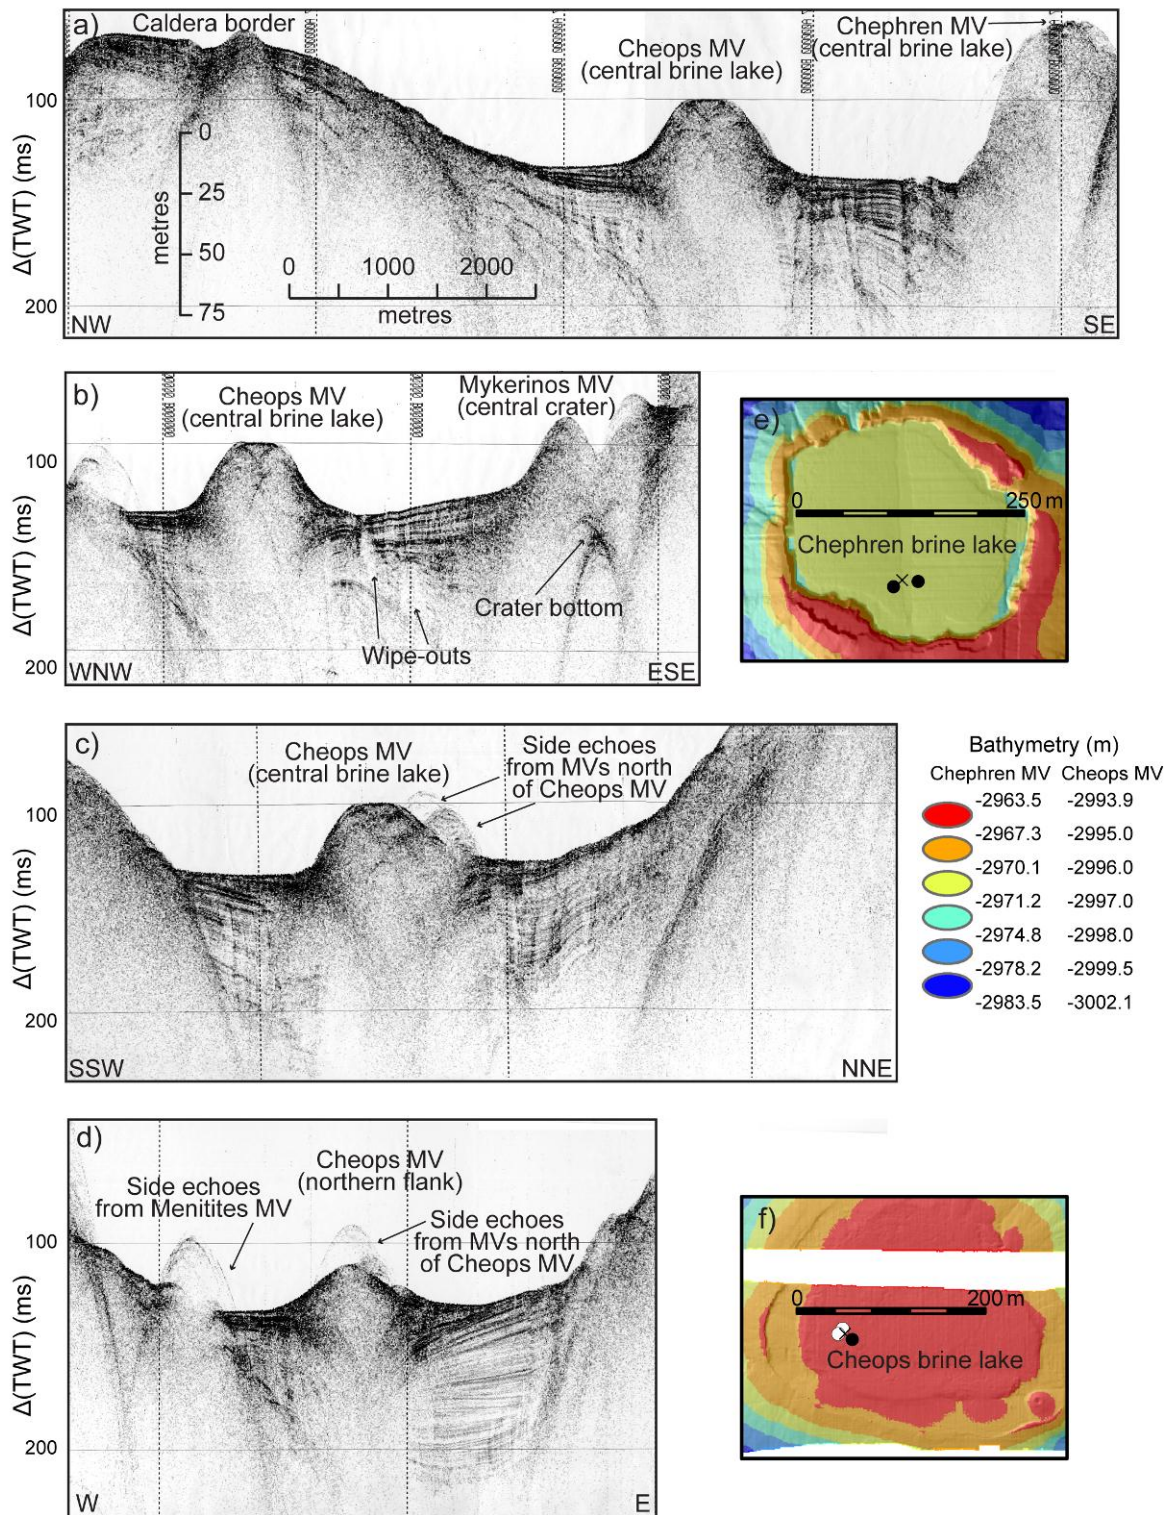 a)
Caldera border
Chephren MV
(central brine lake)
Cheops MV
(central brine lake)
Δ(TWT) (ms)
100
200
metres
0
25
50
75
0 1000 2000
metres
NW
SE
b)
Cheops MV
(central brine lake)
Mykerinos MV
(central crater)
Δ(TWT) (ms)
100
200
Crater bottom
Wipe-outs
WNW
ESE
e)
0 250 m
Chephren brine lake
c)
Cheops MV
(central brine lake)
Side echoes
from MVs north
of Cheops MV
Δ(TWT) (ms)
100
200
SSW
NNE
Bathymetry (m)
Chephren MV Cheops MV
-2963.5 -2993.9
-2967.3 -2995.0
-2970.1 -2996.0
-2971.2 -2997.0
-2974.8 -2998.0
-2978.2 -2999.5
-2983.5 -3002.1
d)
Cheops MV
(northern flank)
Side echoes
from Menitites MV
Side echoes
from MVs north
of Cheops MV
Δ(TWT) (ms)
100
200
W
E
f)
0 200 m
Cheops brine lake